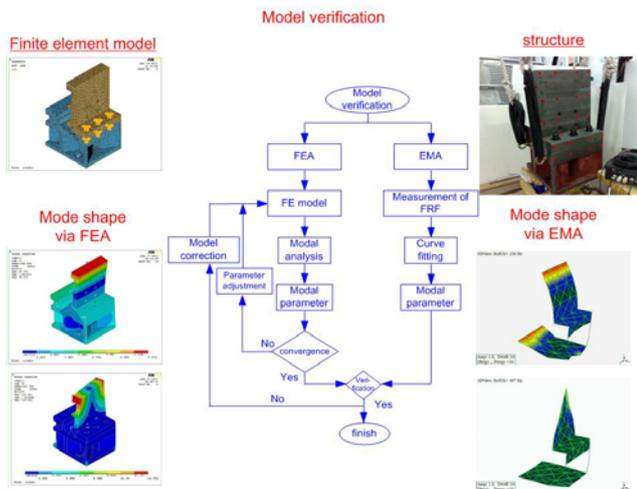 Model verification
Finite element model
structure
Model
verification
FEA
EMA
FE model
Measurement of
FRF
Mode shape
via FEA
Mode shape
via EMA
Model
correction
Modal
analysis
Curve
fitting
Parameter
adjustment
Modal
parameter
Modal
parameter
No
convergence
Yes
Veri-
fication
No
Yes
finish